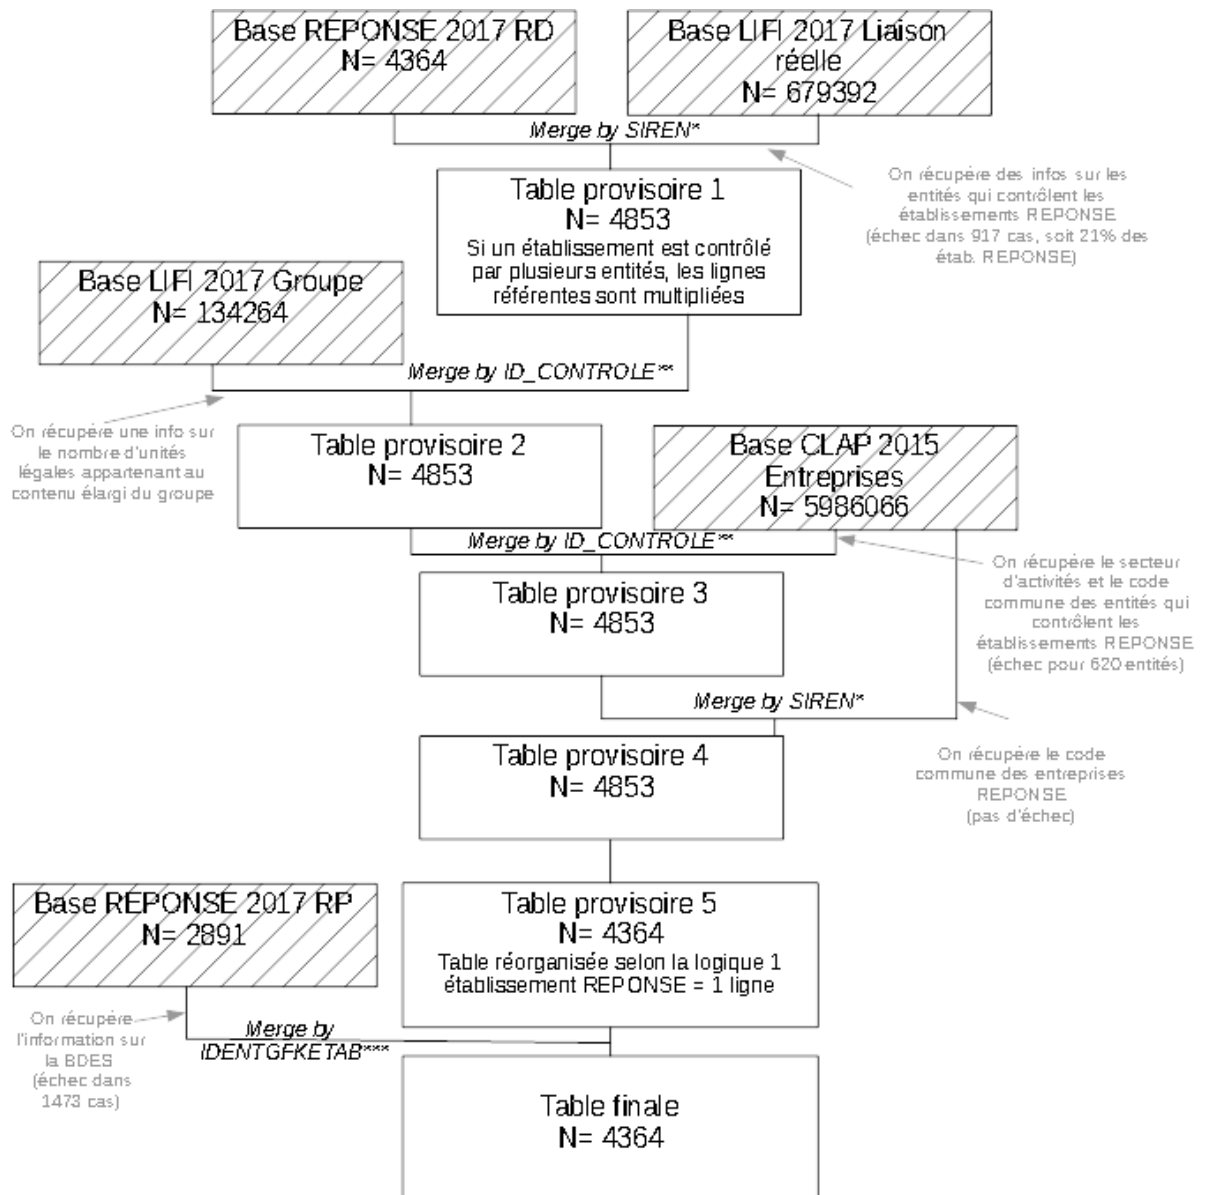 Base REPONSE 2017 RD
N= 4364
Base LIFI 2017 Liaison
réelle
N= 679392
Merge by SIREN*
On récupère des infos sur les
entités qui contrôlent les
établissements REPONSE
(échec dans 917 cas, soit 21% des
étab. REPONSE)
Table provisoire 1
N= 4853
Si un établissement est contrôlé
par plusieurs entités, les lignes
référentes sont multipliées
Base LIFI 2017 Groupe
N= 134264
Merge by ID_CONTROLE**
On récupère une info sur
le nombre d'unités
légales appartenant au
contenu élargi du groupe
Table provisoire 2
N= 4853
Base CLAP 2015
Entreprises
N= 5986066
Merge by ID_CONTROLE**
On récupère le secteur
d'activités et le code
commune des entités qui
contrôlent les
établissements REPONSE
(échec pour 620 entités)
Table provisoire 3
N= 4853
Merge by SIREN*
On récupère le code
commune des entreprises
REPONSE
(pas d'échec)
Table provisoire 4
N= 4853
Base REPONSE 2017 RP
N= 2891
Table provisoire 5
N= 4364
Table réorganisée selon la logique 1
établissement REPONSE = 1 ligne
On récupère
l'information sur
la BDES
(échec dans
1473 cas)
Merge by
IDENTGFKETAB***
Table finale
N= 4364